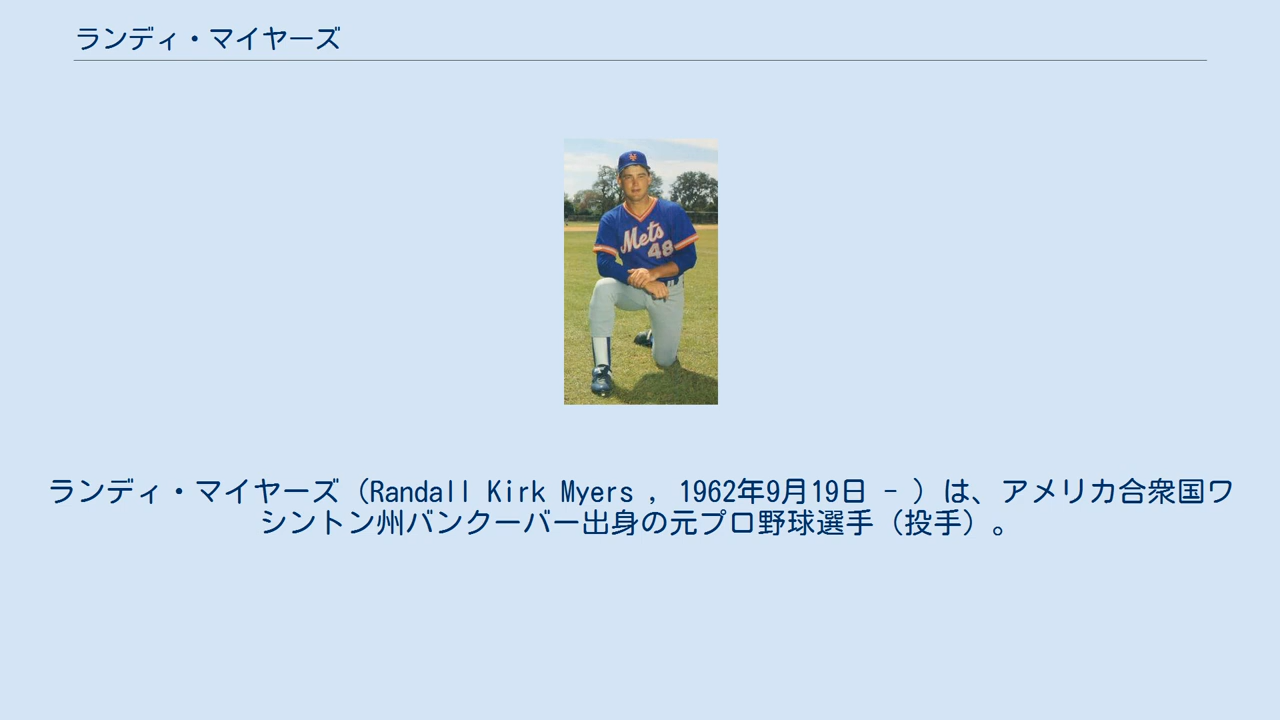 ランディ・マイヤーズ
Mets
48
ランディ・マイヤーズ（Randall Kirk Myers , 1962年9月19日 - ）は、アメリカ合衆国ワ
シントン州バンクーバー出身の元プロ野球選手（投手）。